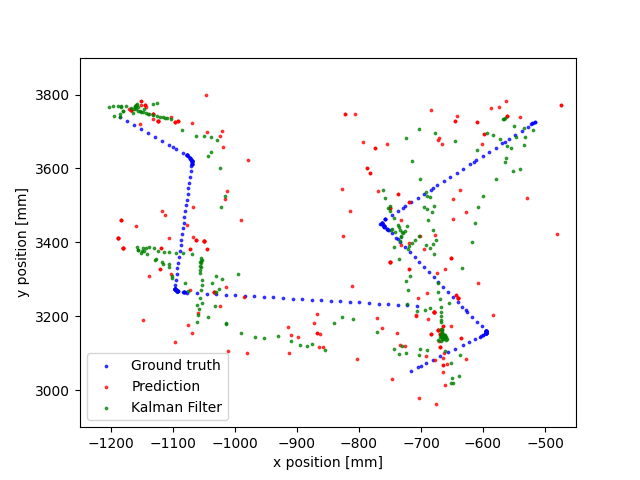 3800
3600
3400
3200
3000
y position [mm]
Ground truth
Prediction
Kalman Filter
−1200 −1100 −1000 −900 −800 −700 −600 −500
x position [mm]